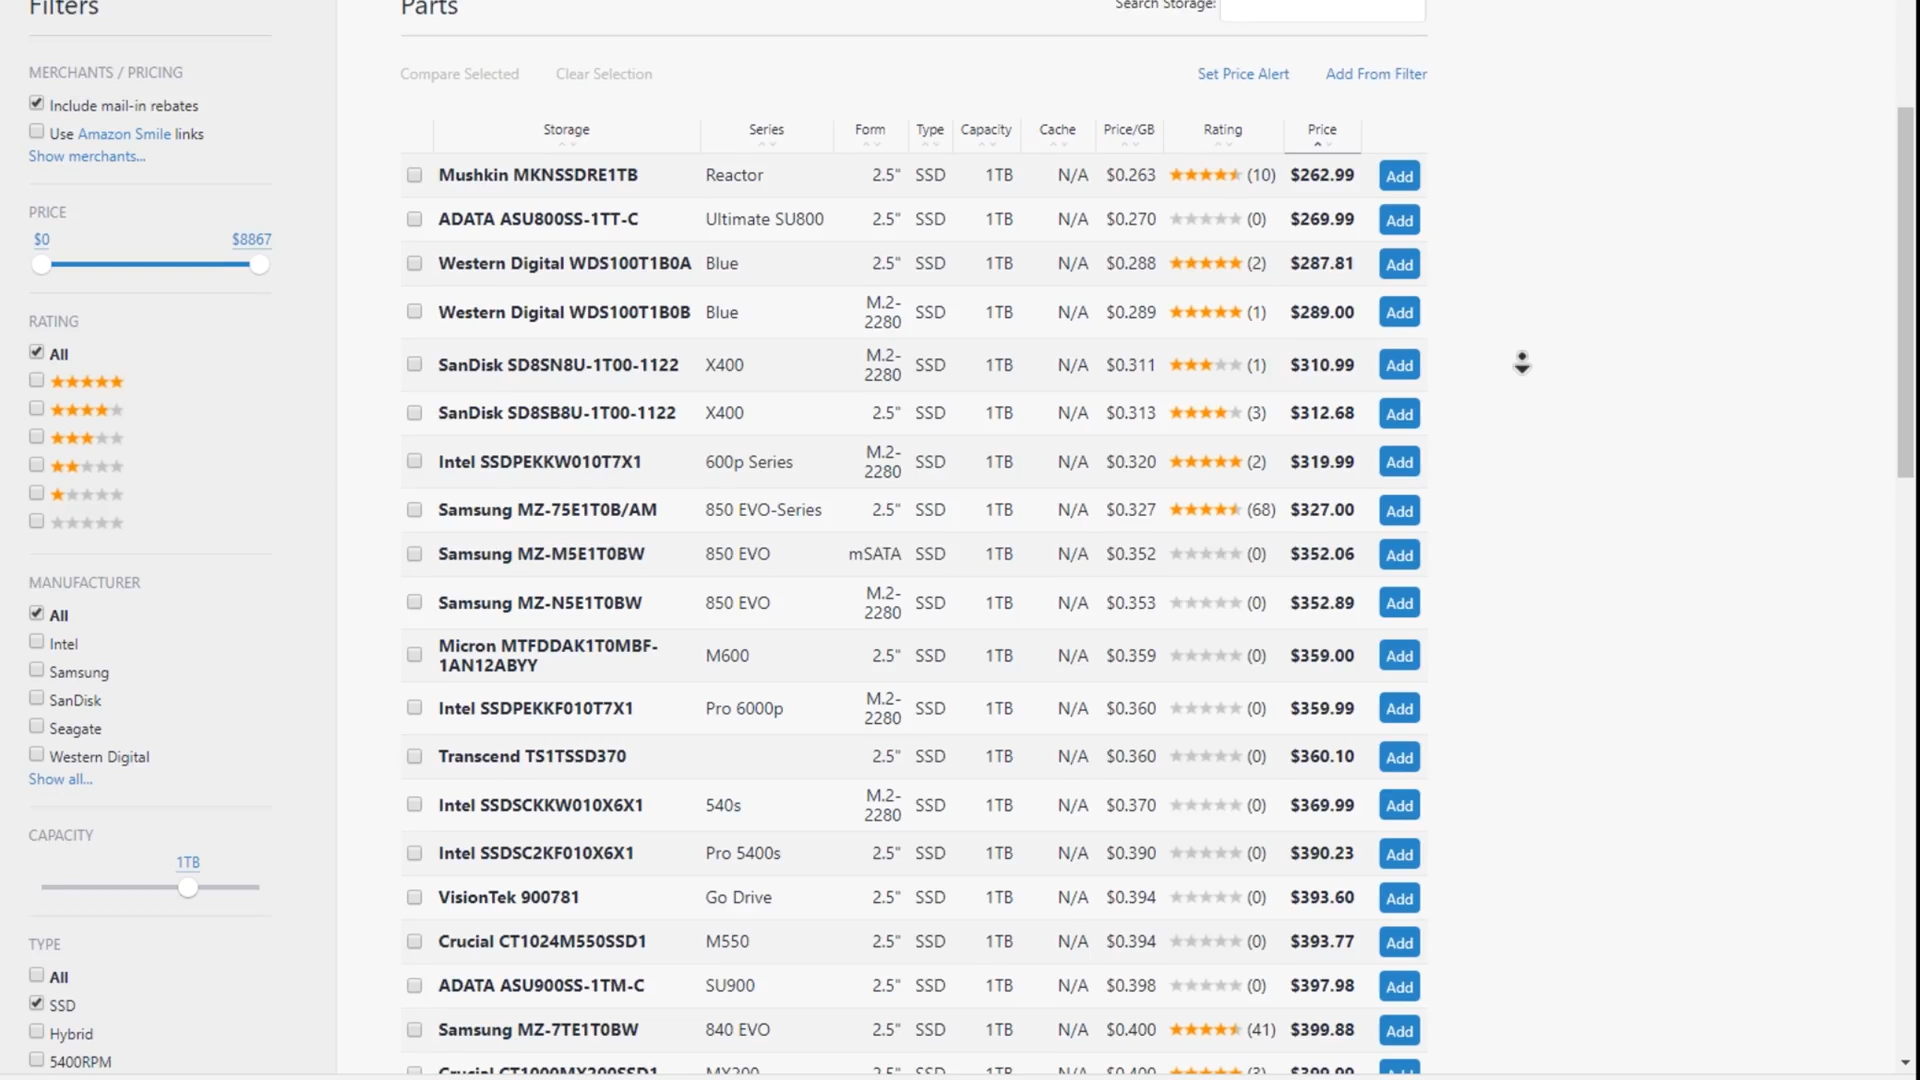 Filters
MERCHANTS / PRICING
Include mail-in rebates
Use Amazon Smile links
Show merchants...
PRICE
$0 $8867
RATING
All
MANUFACTURER
All
Intel
Samsung
SanDisk
Seagate
Western Digital
Show all...
CAPACITY
1TB
TYPE
All
SSD
Hybrid
5400RPM
Parts
Search Storage:
Compare Selected Clear Selection Set Price Alert Add From Filter
Storage Series Form Type Capacity Cache Price/GB Rating Price
Mushkin MKNSSDRE1TB Reactor 2.5" SSD 1TB N/A $0.263 (10) $262.99 Add
ADATA ASU800SS-1TT-C Ultimate SU800 2.5" SSD 1TB N/A $0.270 (0) $269.99 Add
Western Digital WDS100T1B0A Blue 2.5" SSD 1TB N/A $0.288 (2) $287.81 Add
Western Digital WDS100T1B0B Blue M.2-
2280 SSD 1TB N/A $0.289 (1) $289.00 Add
SanDisk SD8SN8U-1T00-1122 X400 M.2-
2280 SSD 1TB N/A $0.311 (1) $310.99 Add
SanDisk SD8SB8U-1T00-1122 X400 2.5" SSD 1TB N/A $0.313 (3) $312.68 Add
Intel SSDPEKKW010T7X1 600p Series M.2-
2280 SSD 1TB N/A $0.320 (2) $319.99 Add
Samsung MZ-75E1T0B/AM 850 EVO-Series 2.5" SSD 1TB N/A $0.327 (68) $327.00 Add
Samsung MZ-M5E1T0BW 850 EVO mSATA SSD 1TB N/A $0.352 (0) $352.06 Add
Samsung MZ-N5E1T0BW 850 EVO M.2-
2280 SSD 1TB N/A $0.353 (0) $352.89 Add
Micron MTFDDAK1T0MBF-
1AN12ABYY M600 2.5" SSD 1TB N/A $0.359 (0) $359.00 Add
Intel SSDPEKKF010T7X1 Pro 6000p M.2-
2280 SSD 1TB N/A $0.360 (0) $359.99 Add
Transcend TS1TSSD370 2.5" SSD 1TB N/A $0.360 (0) $360.10 Add
Intel SSDSCKKW010X6X1 540s M.2-
2280 SSD 1TB N/A $0.370 (0) $369.99 Add
Intel SSDSC2KF010X6X1 Pro 5400s 2.5" SSD 1TB N/A $0.390 (0) $390.23 Add
VisionTek 900781 Go Drive 2.5" SSD 1TB N/A $0.394 (0) $393.60 Add
Crucial CT1024M550SSD1 M550 2.5" SSD 1TB N/A $0.394 (0) $393.77 Add
ADATA ASU900SS-1TM-C SU900 2.5" SSD 1TB N/A $0.398 (0) $397.98 Add
Samsung MZ-7TE1T0BW 840 EVO 2.5" SSD 1TB N/A $0.400 (41) $399.88 Add
Crucial CT1000MX200SSD1 MX200 2.5" SSD 1TB N/A $0.400 $399.99 Add